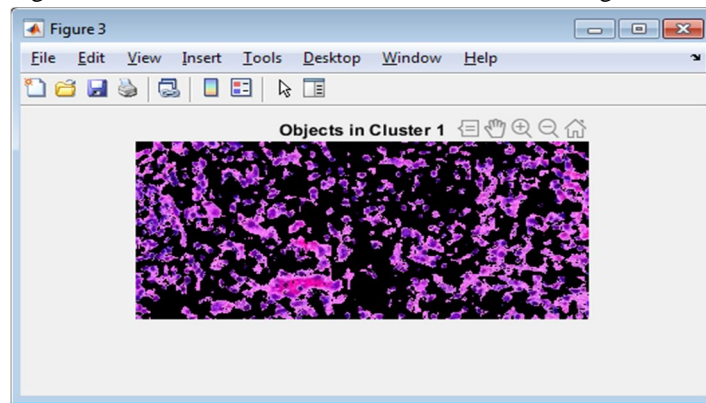 Figure 3
File Edit View Insert Tools Desktop Window Help
Objects in Cluster 1